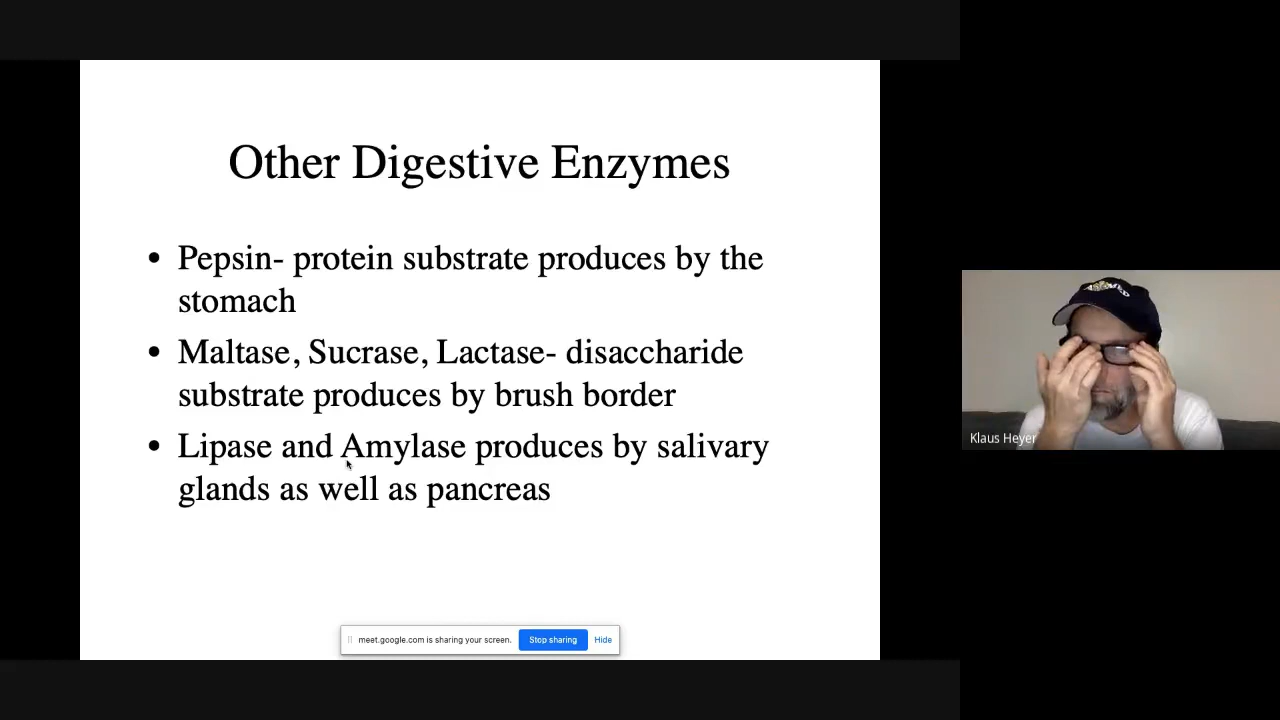 Other Digestive Enzymes
• Pepsin- protein substrate produces by the
stomach
• Maltase, Sucrase, Lactase- disaccharide
substrate produces by brush border
• Lipase and Amylase produces by salivary
glands as well as pancreas
meet.google.com is sharing your screen. Stop sharing Hide
Klaus Heyer